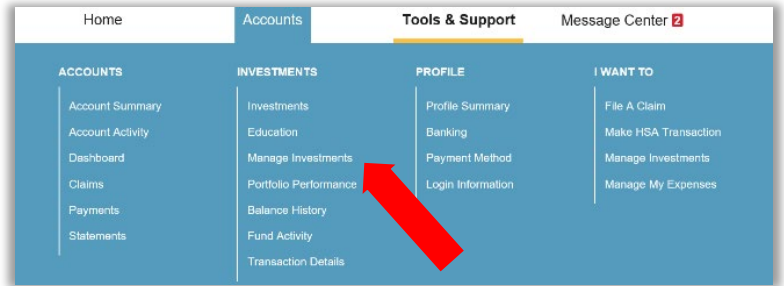 Home Accounts Tools & Support Message Center 2
ACCOUNTS
Account Summary
Account Activity
Dashboard
Claims
Payments
Statements
INVESTMENTS
Investments
Education
Manage Investments
Portfolio Performance
Balance History
Fund Activity
Transaction Details
PROFILE
Profile Summary
Banking
Payment Method
Login Information
I WANT TO
File A Claim
Make HSA Transaction
Manage Investments
Manage My Expenses